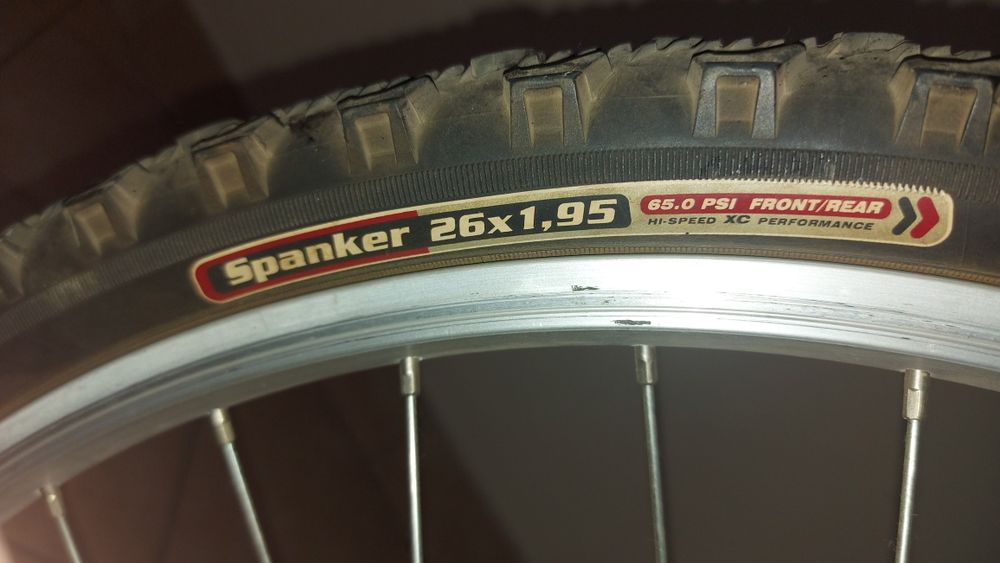 Spanker 26x1,95
65.0 PSI FRONT/REAR
HI-SPEED XC PERFORMANCE